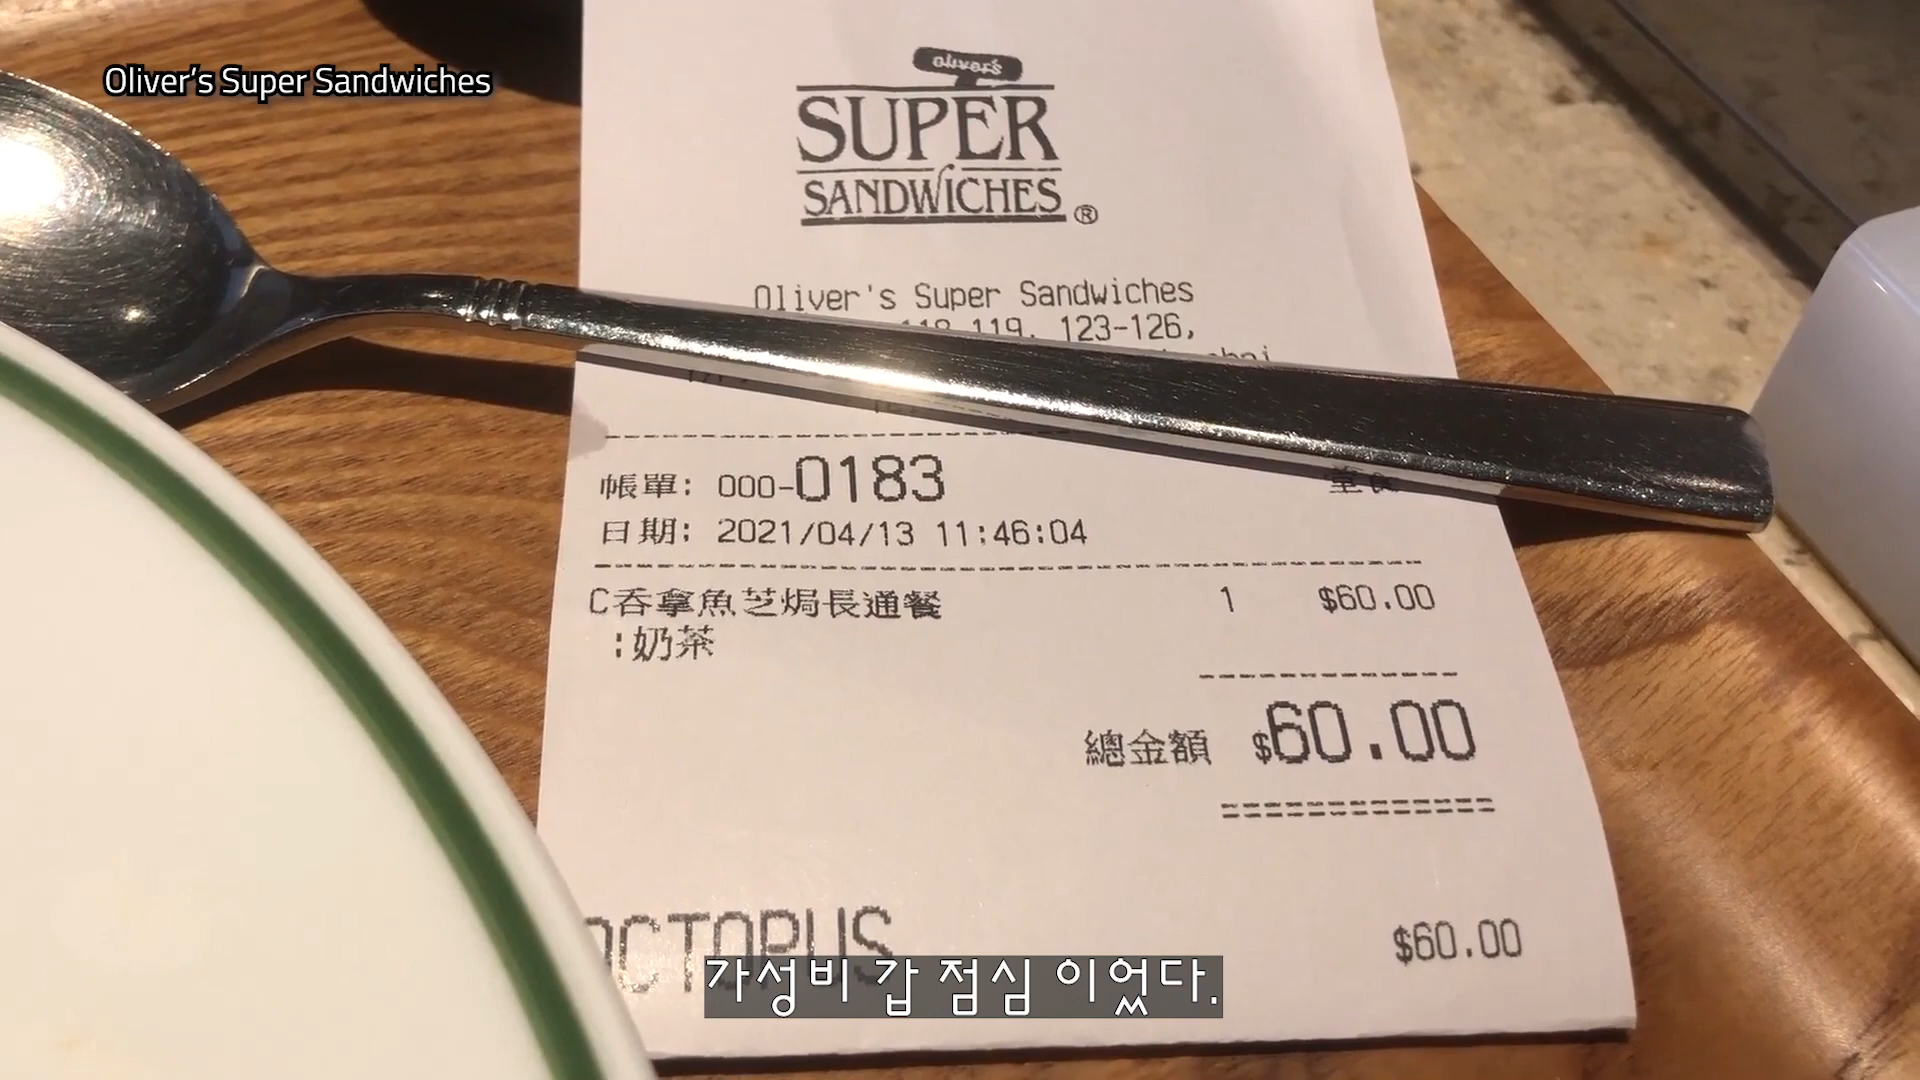 Oliver's Super Sandwiches
oliver's
SUPER
SANDWICHES®
Oliver's Super Sandwiches
119, 123-126,
帳單: 000-0183
日期: 2021/04/13 11:46:04
C吞拿魚芝焗長通餐 1 $60.00
:奶茶
總金額 $60.00
OCTOPUS $60.00
가성비 갑 점심 이었다.